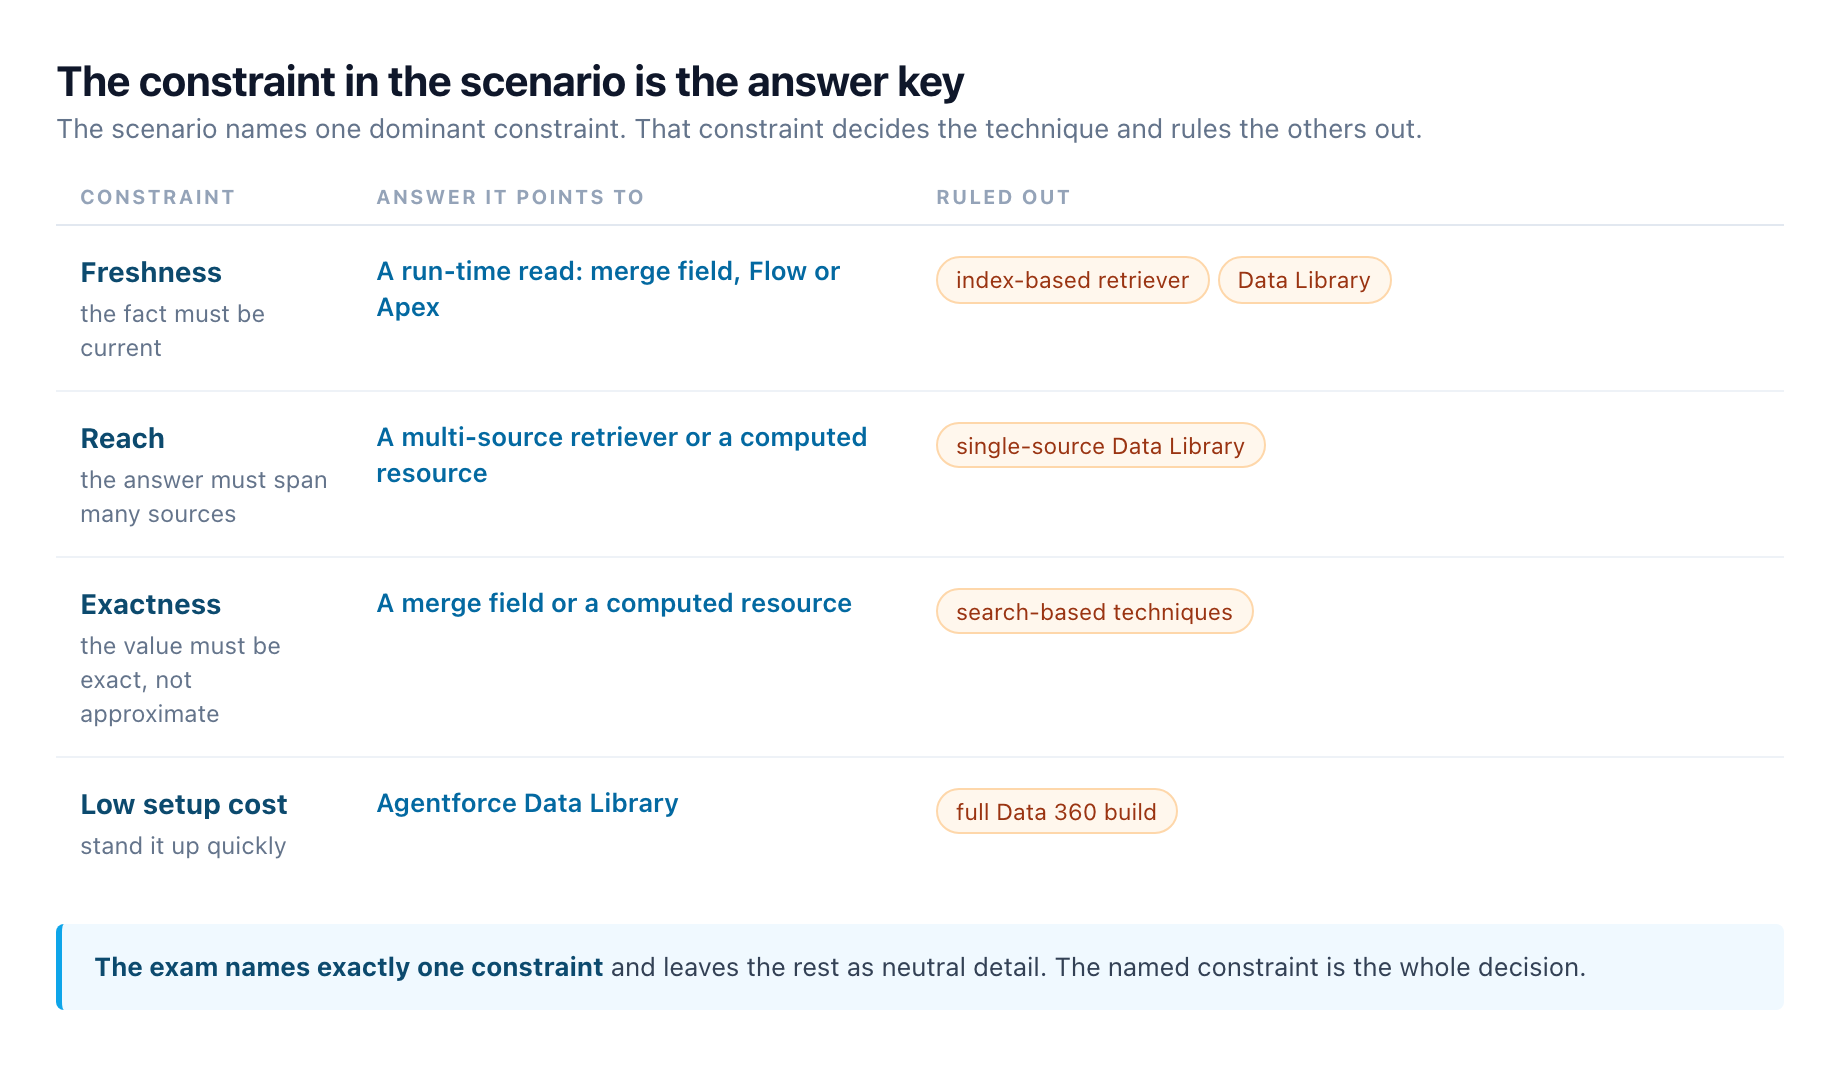 The constraint in the scenario is the answer key
The scenario names one dominant constraint. That constraint decides the technique and rules the others out.
CONSTRAINT
ANSWER IT POINTS TO
RULED OUT
Freshness
the fact must be
current
A run-time read: merge field, Flow or
Apex
index-based retriever
Data Library
Reach
the answer must span
many sources
A multi-source retriever or a computed
resource
single-source Data Library
Exactness
the value must be
exact, not
approximate
A merge field or a computed resource
search-based techniques
Low setup cost
stand it up quickly
Agentforce Data Library
full Data 360 build
The exam names exactly one constraint and leaves the rest as neutral detail. The named constraint is the whole decision.